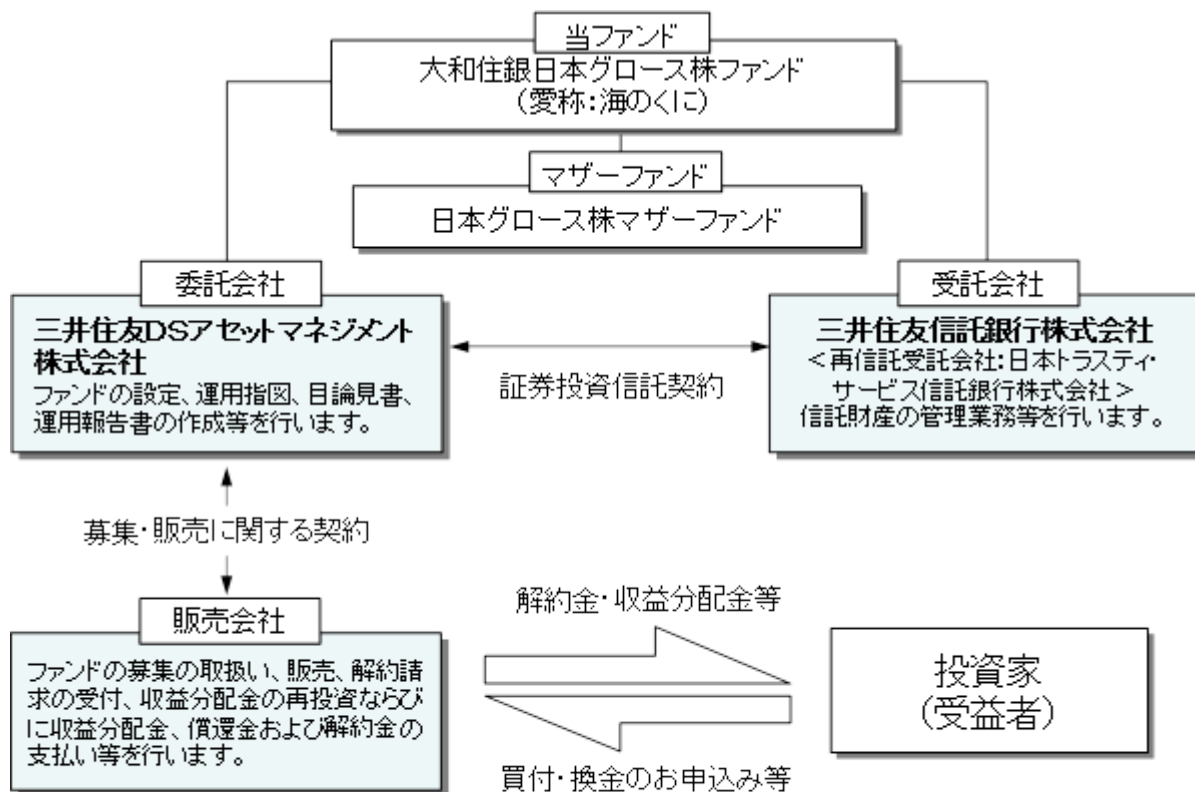 当ファンド
大和住銀日本グロース株ファンド
（愛称：海のくに）
マザーファンド
日本グロース株マザーファンド
委託会社
三井住友DSアセットマネジメント
株式会社
ファンドの設定、運用指図、目論見書、
運用報告書の作成等を行います。
証券投資信託契約
受託会社
三井住友信託銀行株式会社
＜再信託受託会社：日本トラスティ・
サービス信託銀行株式会社＞
信託財産の管理業務等を行います。
募集・販売に関する契約
販売会社
ファンドの募集の取扱い、販売、解約請
求の受付、収益分配金の再投資ならび
に収益分配金、償還金および解約金の
支払い等を行います。
解約金・収益分配金等
買付・換金のお申込み等
投資家
（受益者）